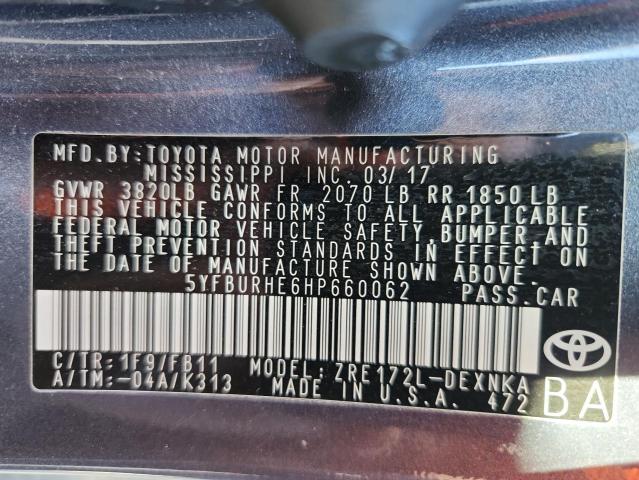 MFD.BY:TOYOTA MOTOR MANUFACTURING
MISSISSIPPI INC. 03/17
GVWR 3820LB GAWR FR 2070 LB RR 1850 LB
THIS VEHICLE CONFORMS TO ALL APPLICABLE
FEDERAL MOTOR VEHICLE SAFETY, BUMPER AND
THEFT PREVENTION STANDARDS IN EFFECT ON
THE DATE OF MANUFACTURE SHOWN ABOVE.
5YFBURHE6HP660062 PASS.CAR
C/TR:1F9/FB11 MODEL: ZRE172L-DEXNKA
A/TM:-04A/K313 MADE IN U.S.A. 472
BA